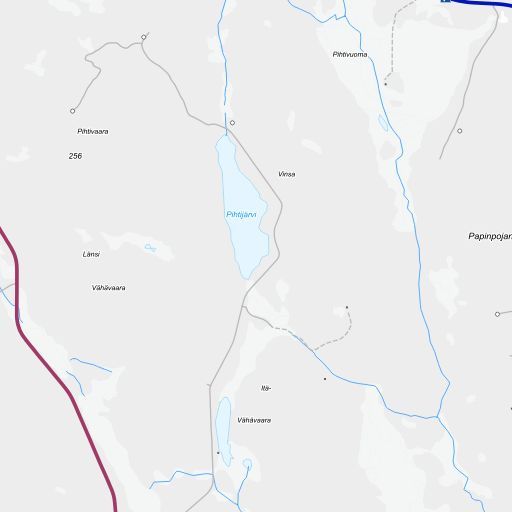 Pihtivuoma
Pihtivaara
256
Vinsa
Pihtijärvi
Papinpojan
Länsi
Vähävaara
Itä-
Vähävaara